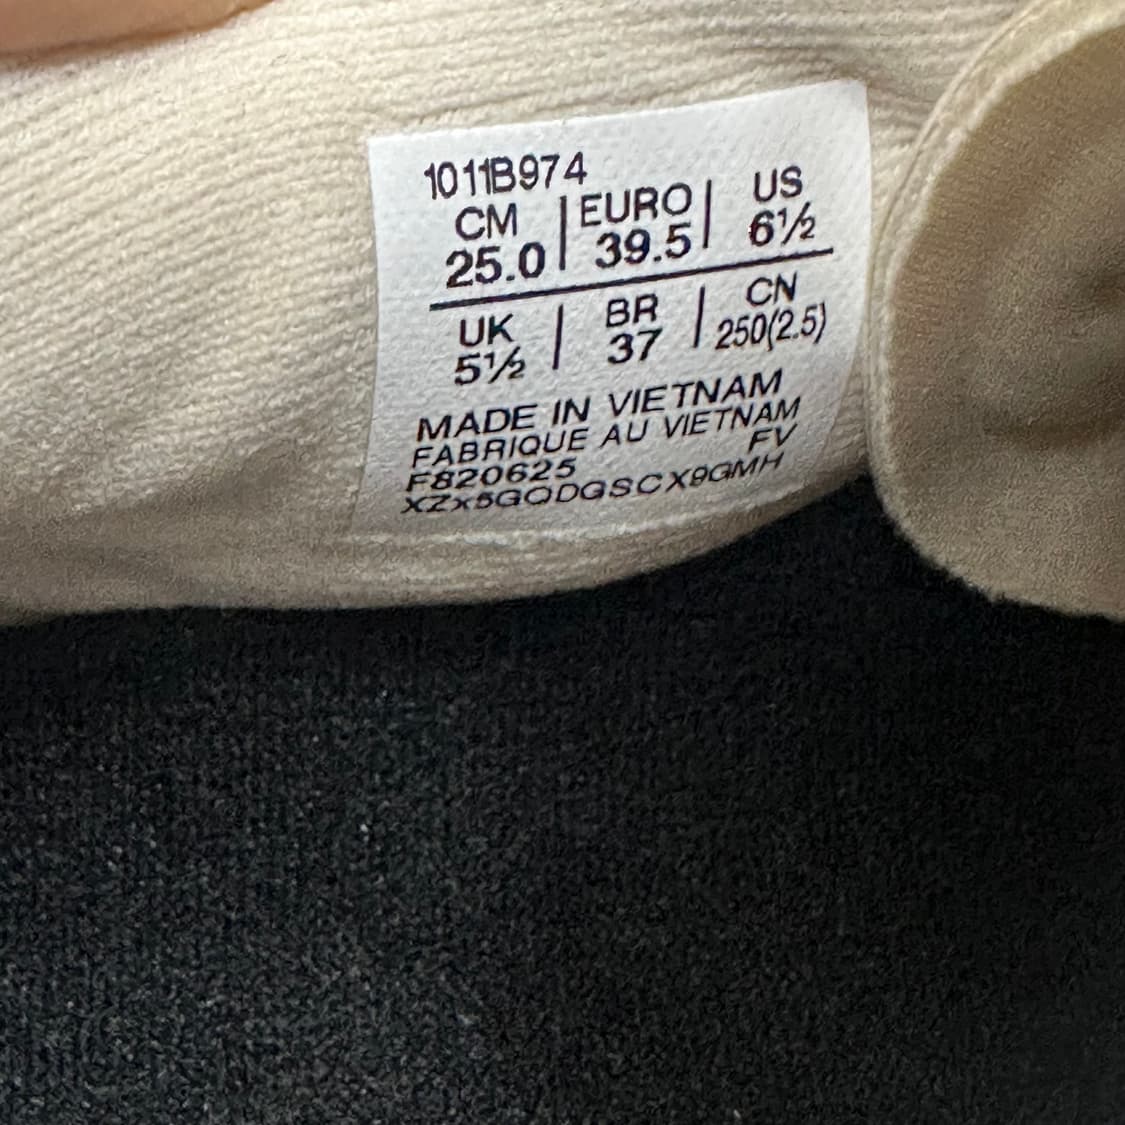 1011B974
CM | EURO | US
25.0 | 39.5 | 6½
UK | BR | CN
5½ | 37 | 250(2.5)
MADE IN VIETNAM
FABRIQUE AU VIETNAM
FV
F820625
XZx5GQDGSCX9GMH